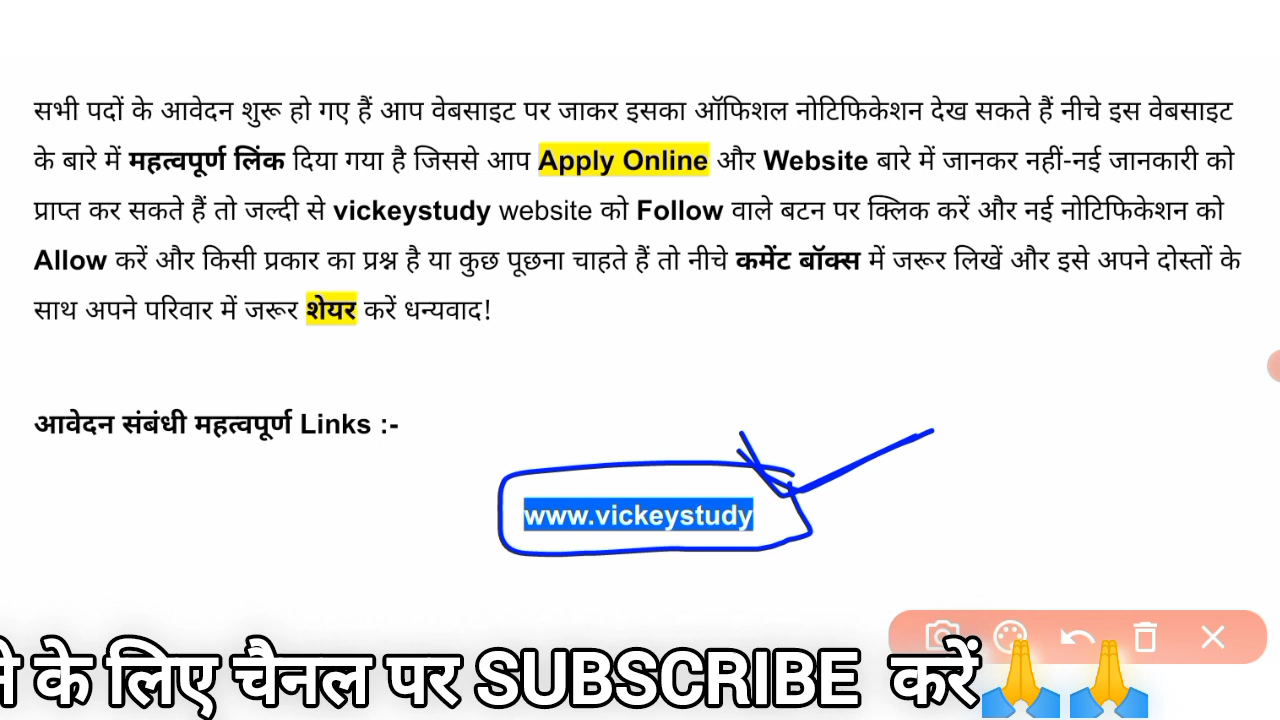 सभी पदों के आवेदन शुरू हो गए हैं आप वेबसाइट पर जाकर इसका ऑफिशल नोटिफिकेशन देख सकते हैं नीचे इस वेबसाइट
के बारे में महत्वपूर्ण लिंक दिया गया है जिससे आप Apply Online और Website बारे में जानकर नहीं-नई जानकारी को
प्राप्त कर सकते हैं तो जल्दी से vickeystudy website को Follow वाले बटन पर क्लिक करें और नई नोटिफिकेशन को
Allow करें और किसी प्रकार का प्रश्न है या कुछ पूछना चाहते हैं तो नीचे कमेंट बॉक्स में जरूर लिखें और इसे अपने दोस्तों के
साथ अपने परिवार में जरूर शेयर करें धन्यवाद!
आवेदन संबंधी महत्वपूर्ण Links :-
www.vickeystudy
के लिए चैनल पर SUBSCRIBE करें🙏🙏